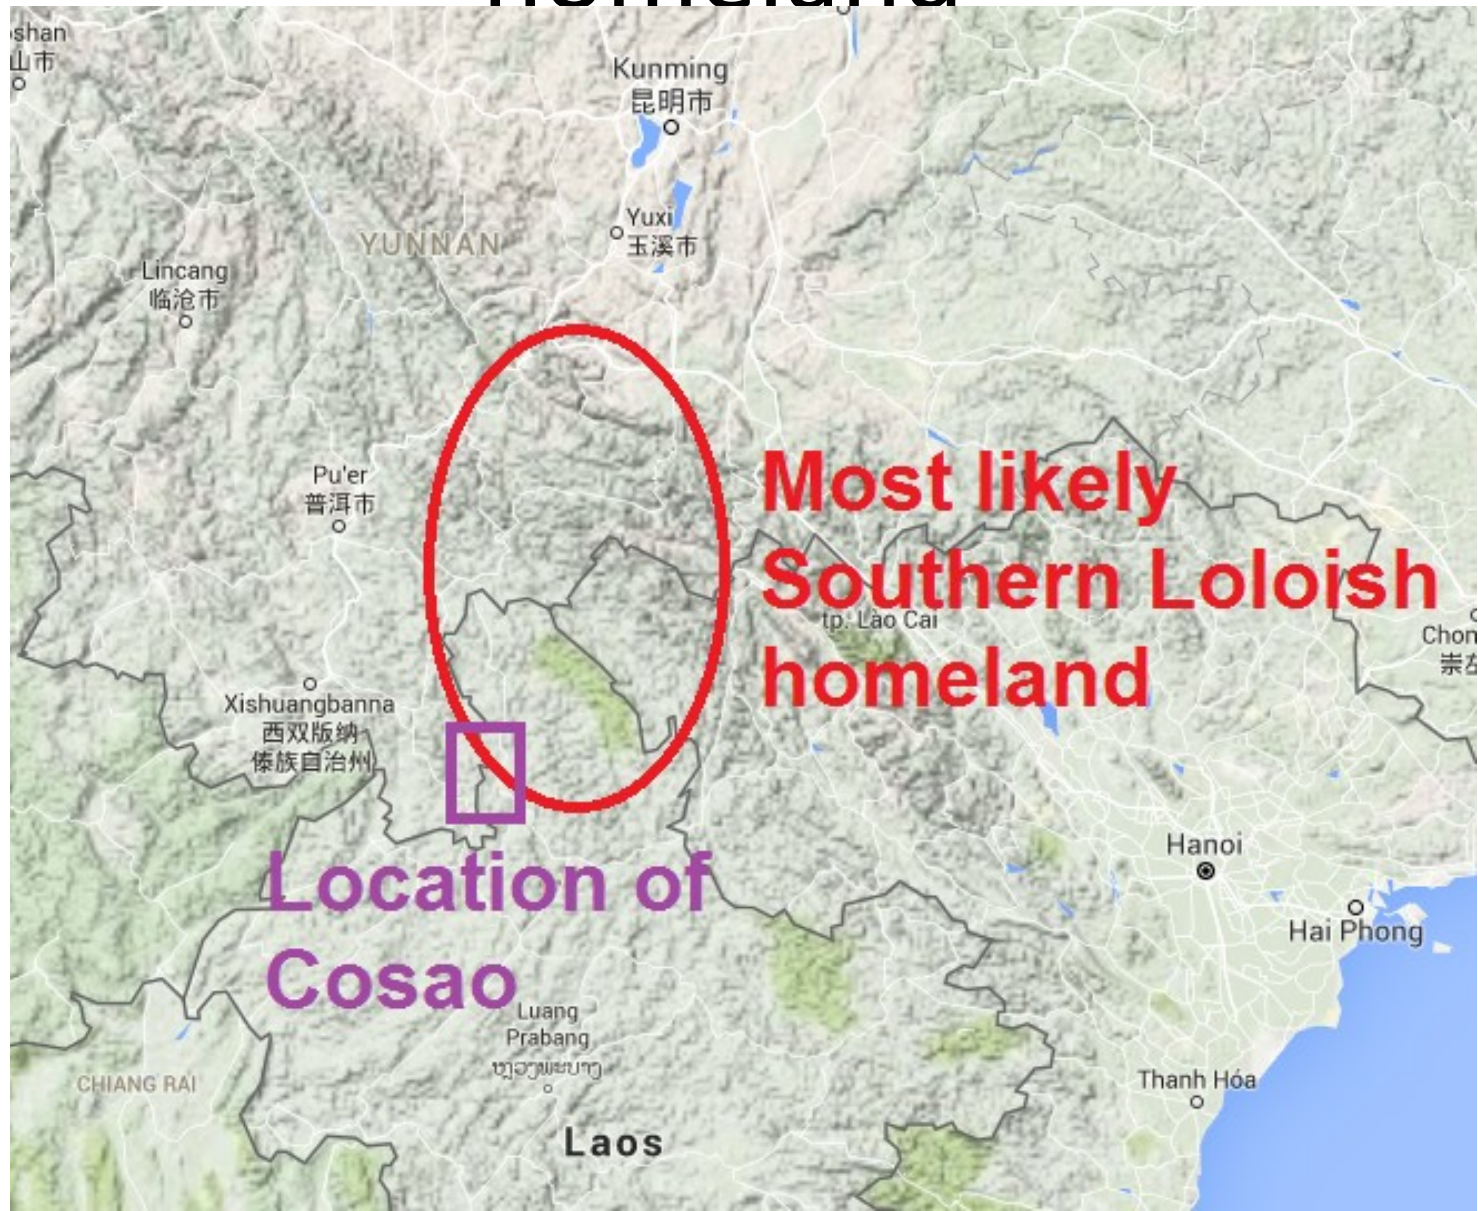 homeland
shan
山市
Kunming
昆明市
Yuxi
玉溪市
YUNNAN
Lincang
临沧市
Pu'er
普洱市
Most likely
Southern Loloish
homeland
tp. Lào Cai
Chon
崇左
Xishuangbanna
西双版纳
傣族自治州
Location of
Cosao
Hanoi
Hai Phong
Luang
Prabang
ຫຼວງພະບາງ
CHIANG RAI
Thanh Hóa
Laos